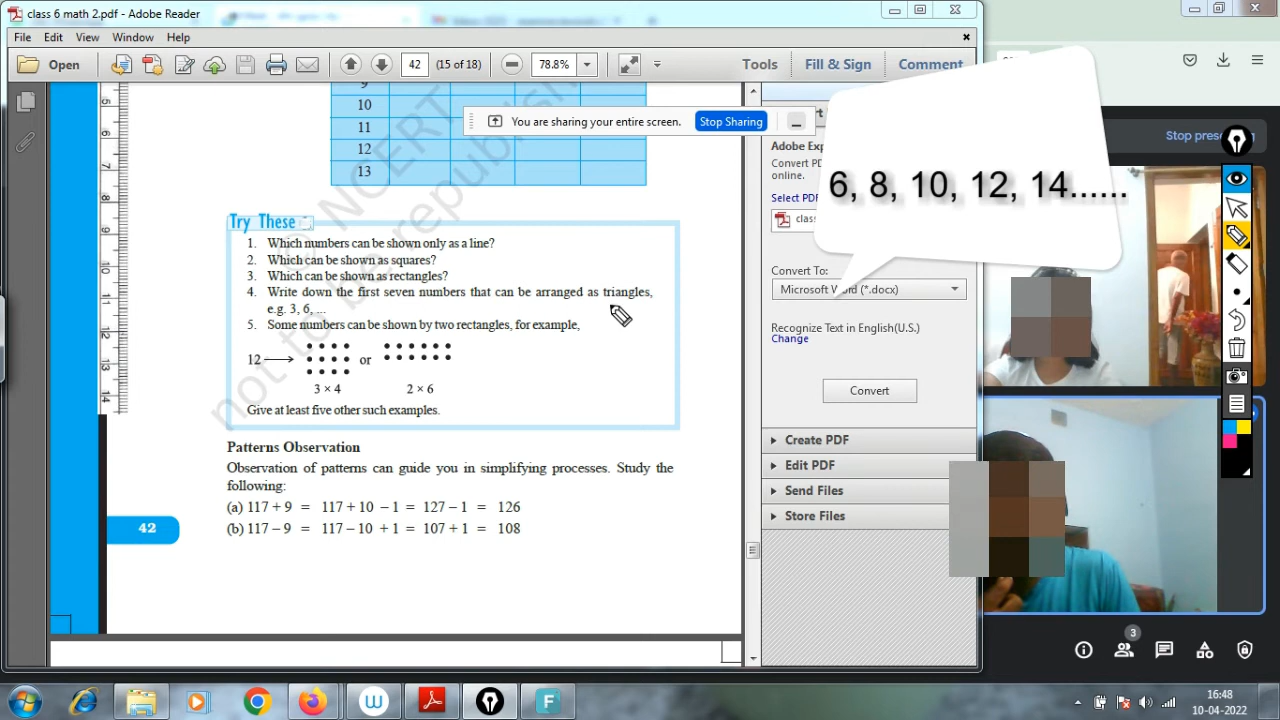 class 6 math 2.pdf - Adobe Reader
File Edit View Window Help
Open 42 (15 of 18) 78.8% Tools Fill & Sign Comment
9
10
11
12
13
You are sharing your entire screen. Stop Sharing
Stop
6, 8, 10, 12, 14......
Adobe
online.
Select
clas
Convert To:
Microsoft Word (*.docx)
Recognize Text in English(U.S.)
Change
Convert
Create PDF
Edit PDF
Send Files
Store Files
Try These
1. Which numbers can be shown only as a line?
2. Which can be shown as squares?
3. Which can be shown as rectangles?
4. Write down the first seven numbers that can be arranged as triangles,
e.g. 3, 6, ...
5. Some numbers can be shown by two rectangles, for example,
12 or
3 × 4 2 × 6
Give at least five other such examples.
Patterns Observation
Observation of patterns can guide you in simplifying processes. Study the
following:
(a) 117 + 9 = 117 + 10 – 1 = 127 – 1 = 126
(b) 117 – 9 = 117 – 10 + 1 = 107 + 1 = 108
42
© NCERT
not to be republish
3
16:48
10-04-2022